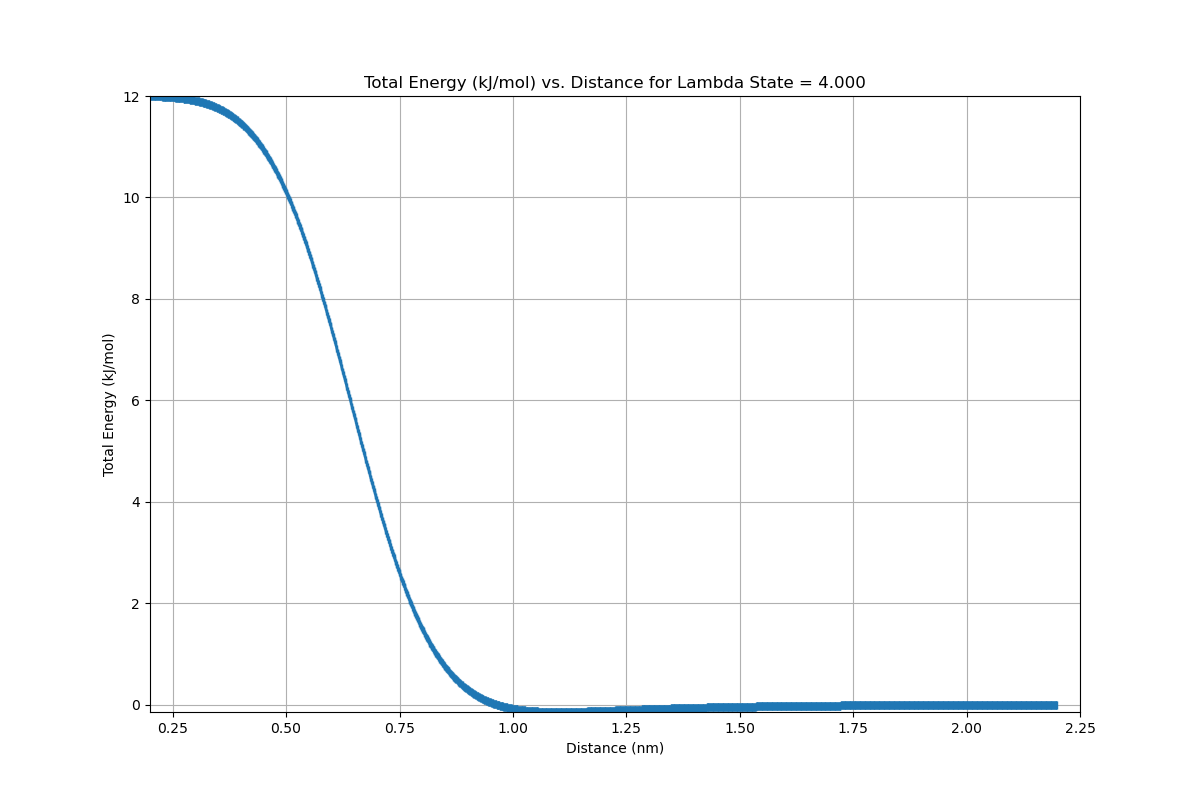 Total Energy (kJ/mol) vs. Distance for Lambda State = 4.000
12
10
8
6
4
2
0
Total Energy (kJ/mol)
0.25 0.50 0.75 1.00 1.25 1.50 1.75 2.00 2.25
Distance (nm)